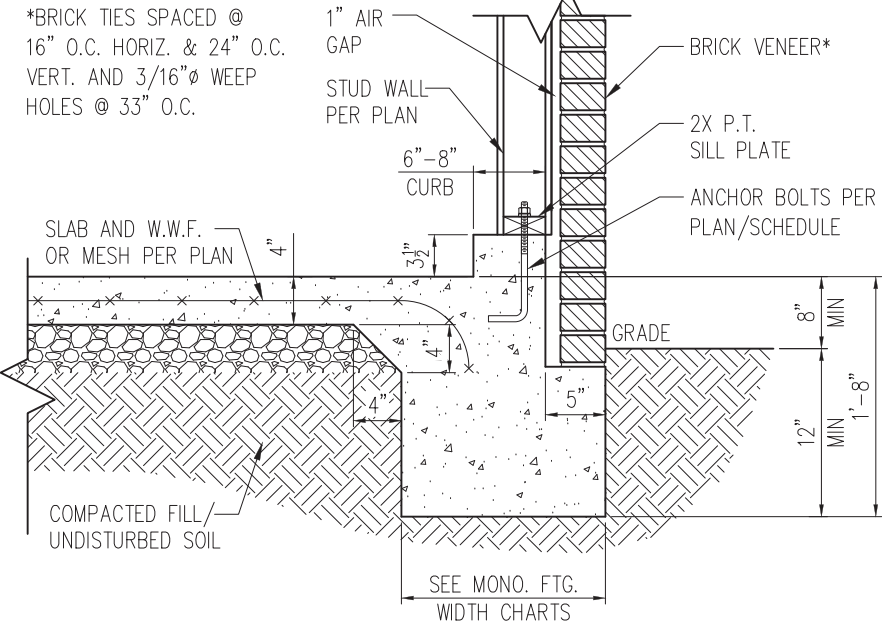 *BRICK TIES SPACED @
16" O.C. HORIZ. & 24" O.C.
VERT. AND 3/16"ø WEEP
HOLES @ 33" O.C.
1" AIR
GAP
BRICK VENEER*
STUD WALL
PER PLAN
2X P.T.
SILL PLATE
6"-8"
CURB
ANCHOR BOLTS PER
PLAN/SCHEDULE
SLAB AND W.W.F.
OR MESH PER PLAN
4"
3 1/2"
8"
MIN
GRADE
4"
4"
5"
12"
MIN
1'-8"
COMPACTED FILL/
UNDISTURBED SOIL
SEE MONO. FTG.
WIDTH CHARTS